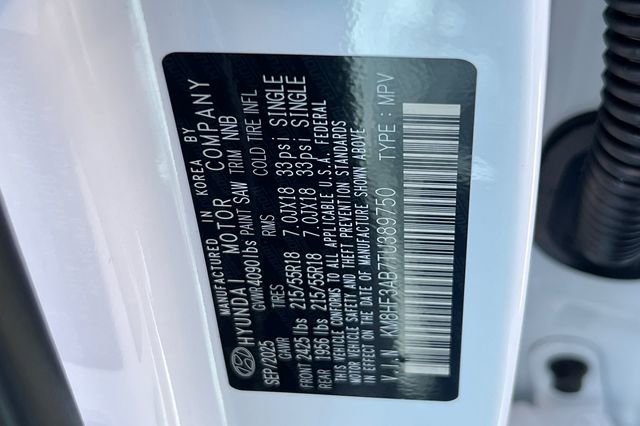 MANUFACTURED IN KOREA BY
HYUNDAI MOTOR COMPANY
SEP/2025 GVWR 4090 lbs PAINT SAW TRIM NNB
GAWR TIRES RIMS COLD TIRE INFL
FRONT 2425 lbs 215/55R18 7.0JX18 33psi SINGLE
REAR 1956 lbs 215/55R18 7.0JX18 33psi SINGLE
THIS VEHICLE CONFORMS TO ALL APPLICABLE U.S.A. FEDERAL
MOTOR VEHICLE SAFETY AND THEFT PREVENTION STANDARDS
IN EFFECT ON THE DATE OF MANUFACTURE SHOWN ABOVE
V.I.N. KM8HF3AB7TU389750 TYPE : MPV